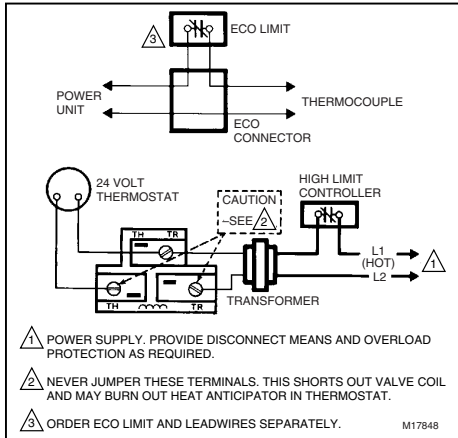 3
ECO LIMIT
POWER
UNIT
THERMOCOUPLE
ECO
CONNECTOR
24 VOLT
THERMOSTAT
CAUTION
–SEE 2
HIGH LIMIT
CONTROLLER
TH TR
L1
(HOT)
L2
1
TH TR
TRANSFORMER
1 POWER SUPPLY. PROVIDE DISCONNECT MEANS AND OVERLOAD
PROTECTION AS REQUIRED.
2 NEVER JUMPER THESE TERMINALS. THIS SHORTS OUT VALVE COIL
AND MAY BURN OUT HEAT ANTICIPATOR IN THERMOSTAT.
3 ORDER ECO LIMIT AND LEADWIRES SEPARATELY.
M17848